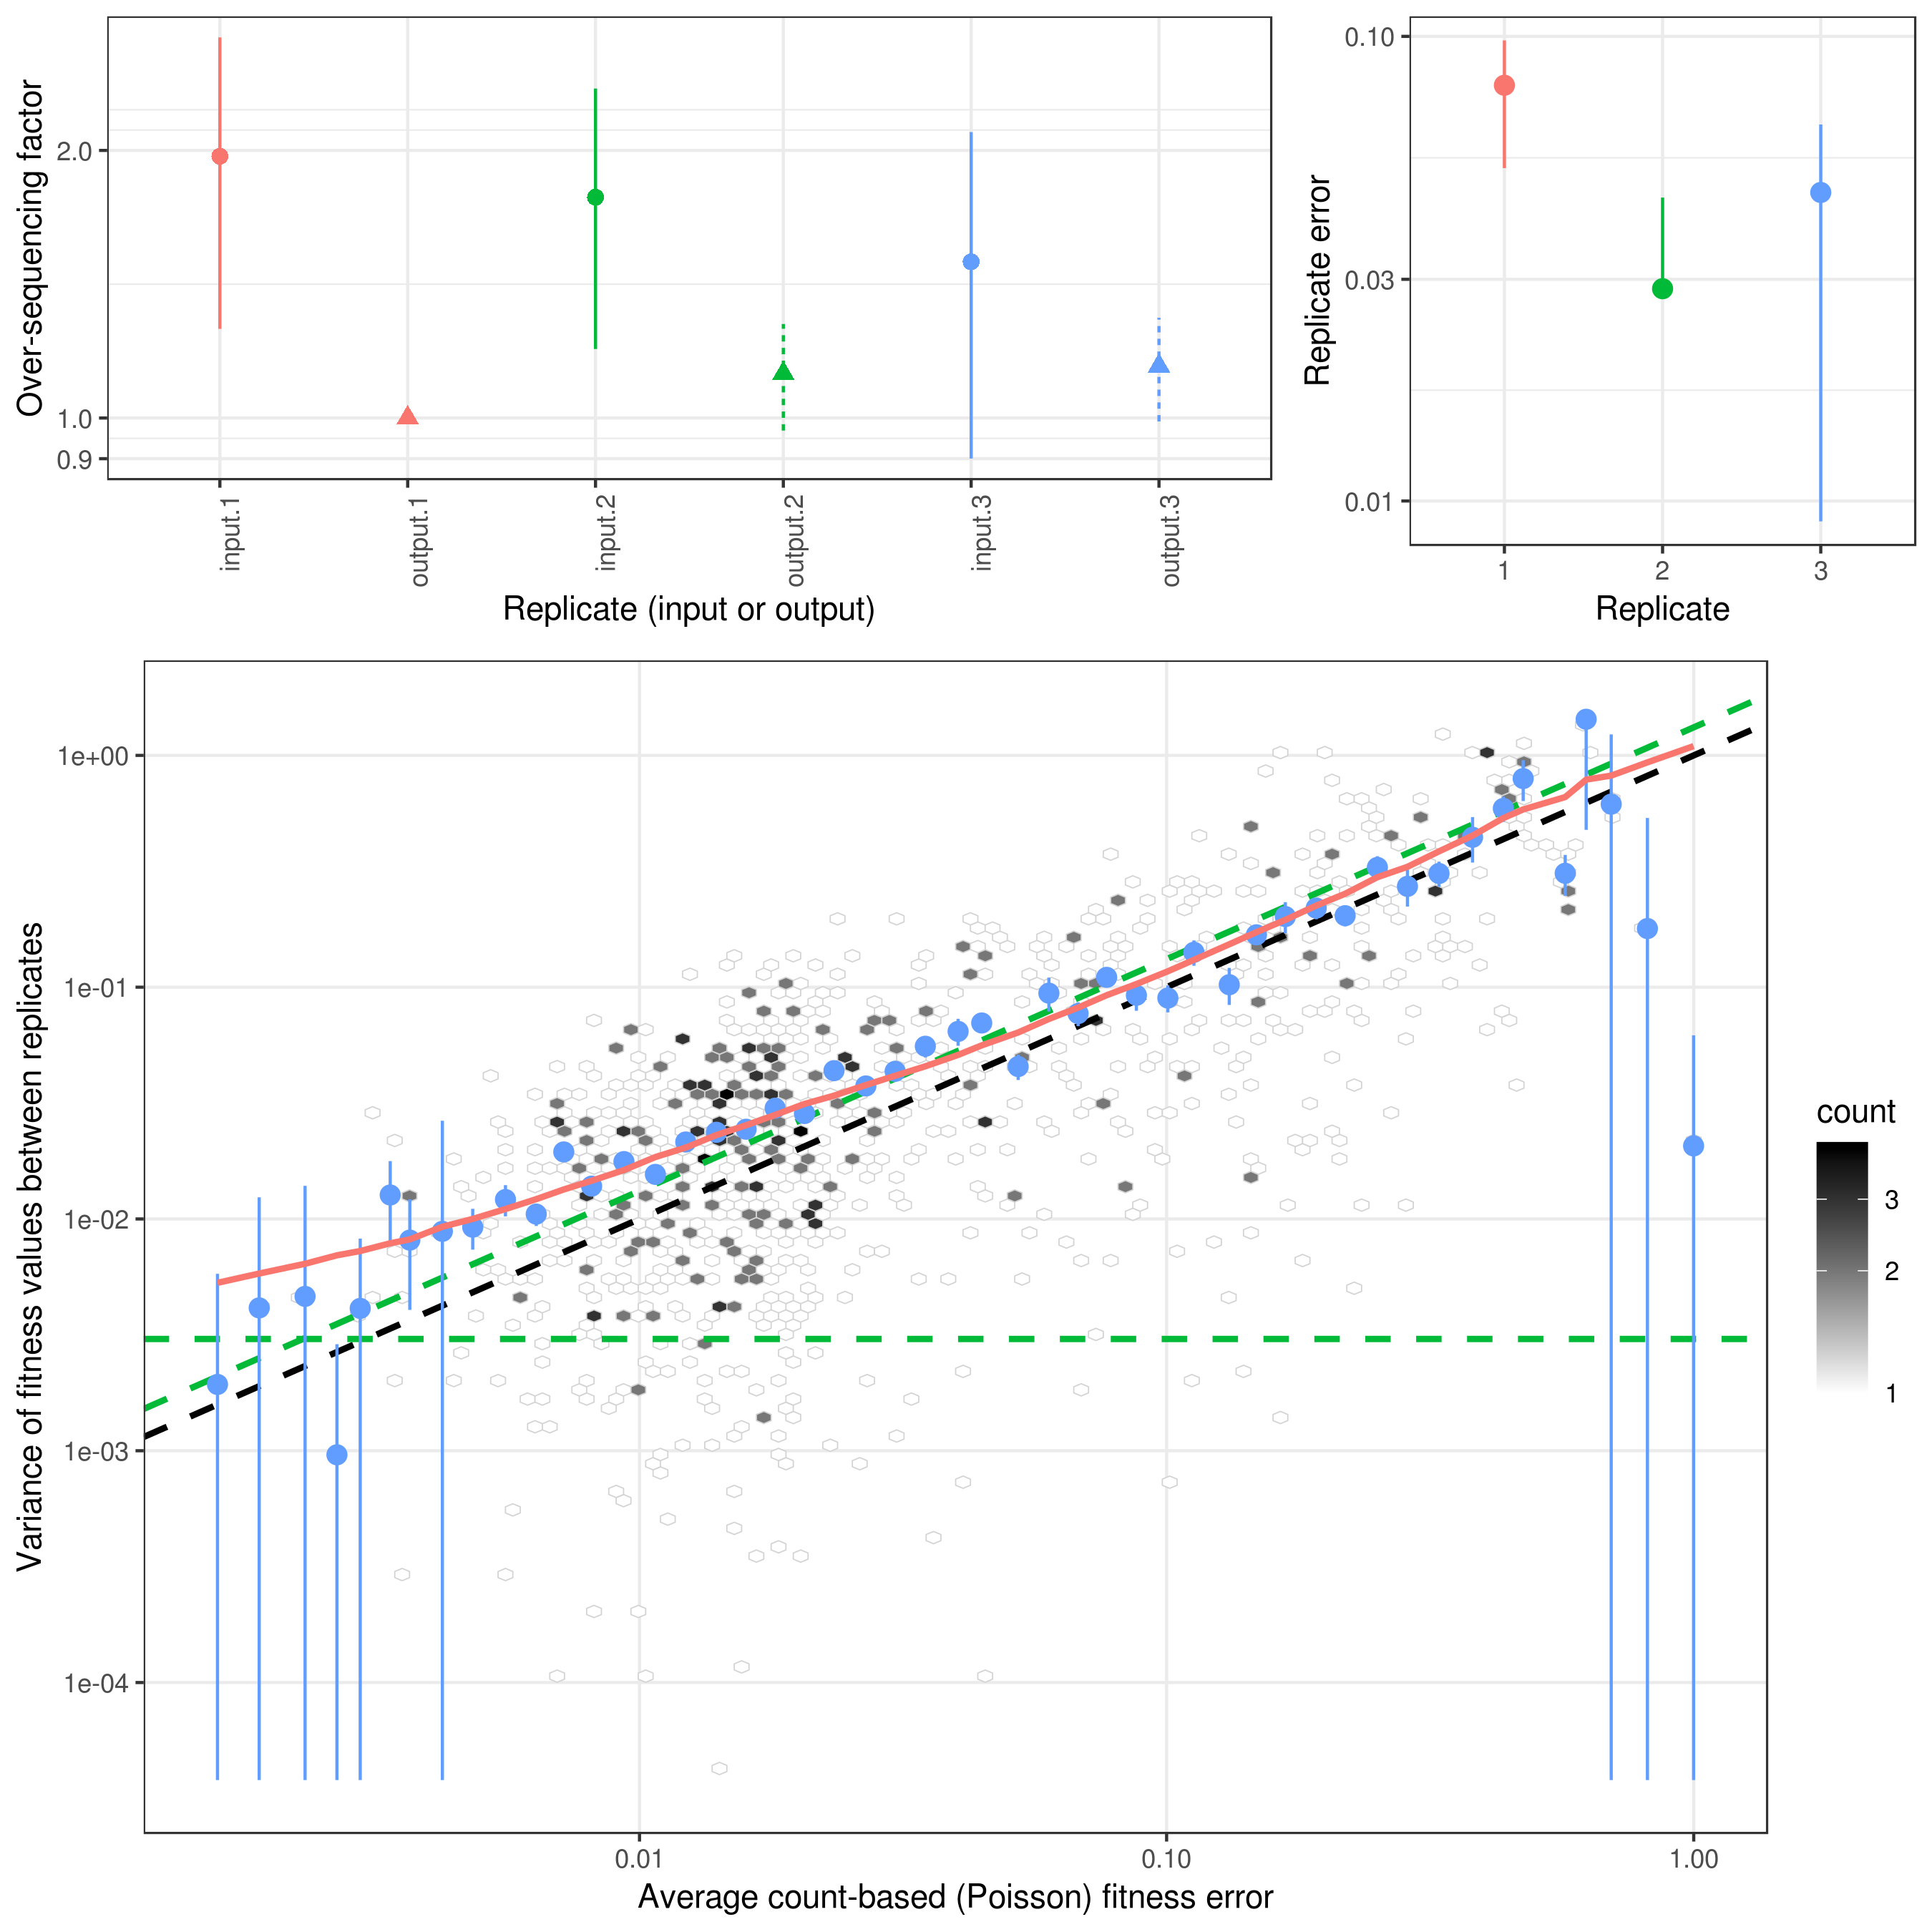 Over-sequencing factor
2.0
1.0
0.9
input.1
output.1
input.2
output.2
input.3
output.3
Replicate (input or output)
Replicate error
0.10
0.03
0.01
1
2
3
Replicate
Variance of fitness values between replicates
1e+00
1e-01
1e-02
1e-03
1e-04
0.01
0.10
1.00
Average count-based (Poisson) fitness error
count
3
2
1